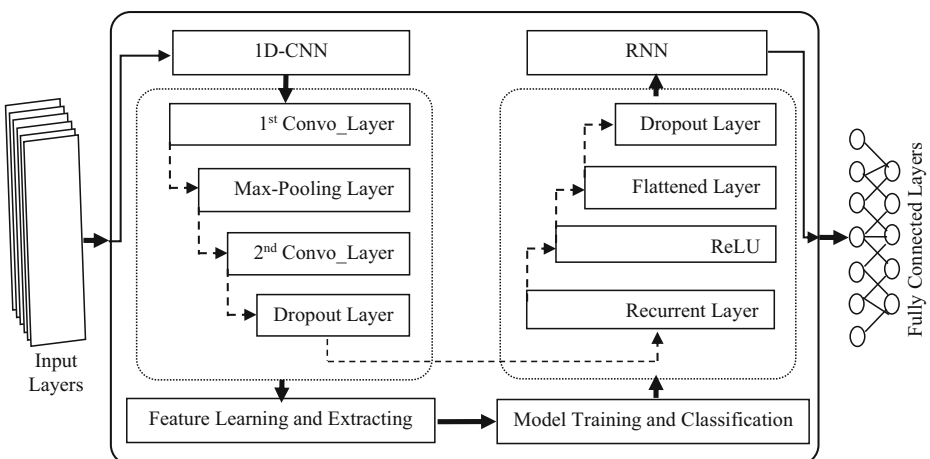 1D-CNN
1st Convo_Layer
Max-Pooling Layer
2nd Convo_Layer
Dropout Layer
Feature Learning and Extracting
RNN
Dropout Layer
Flattened Layer
ReLU
Recurrent Layer
Model Training and Classification
Input
Layers
Fully Connected Layers